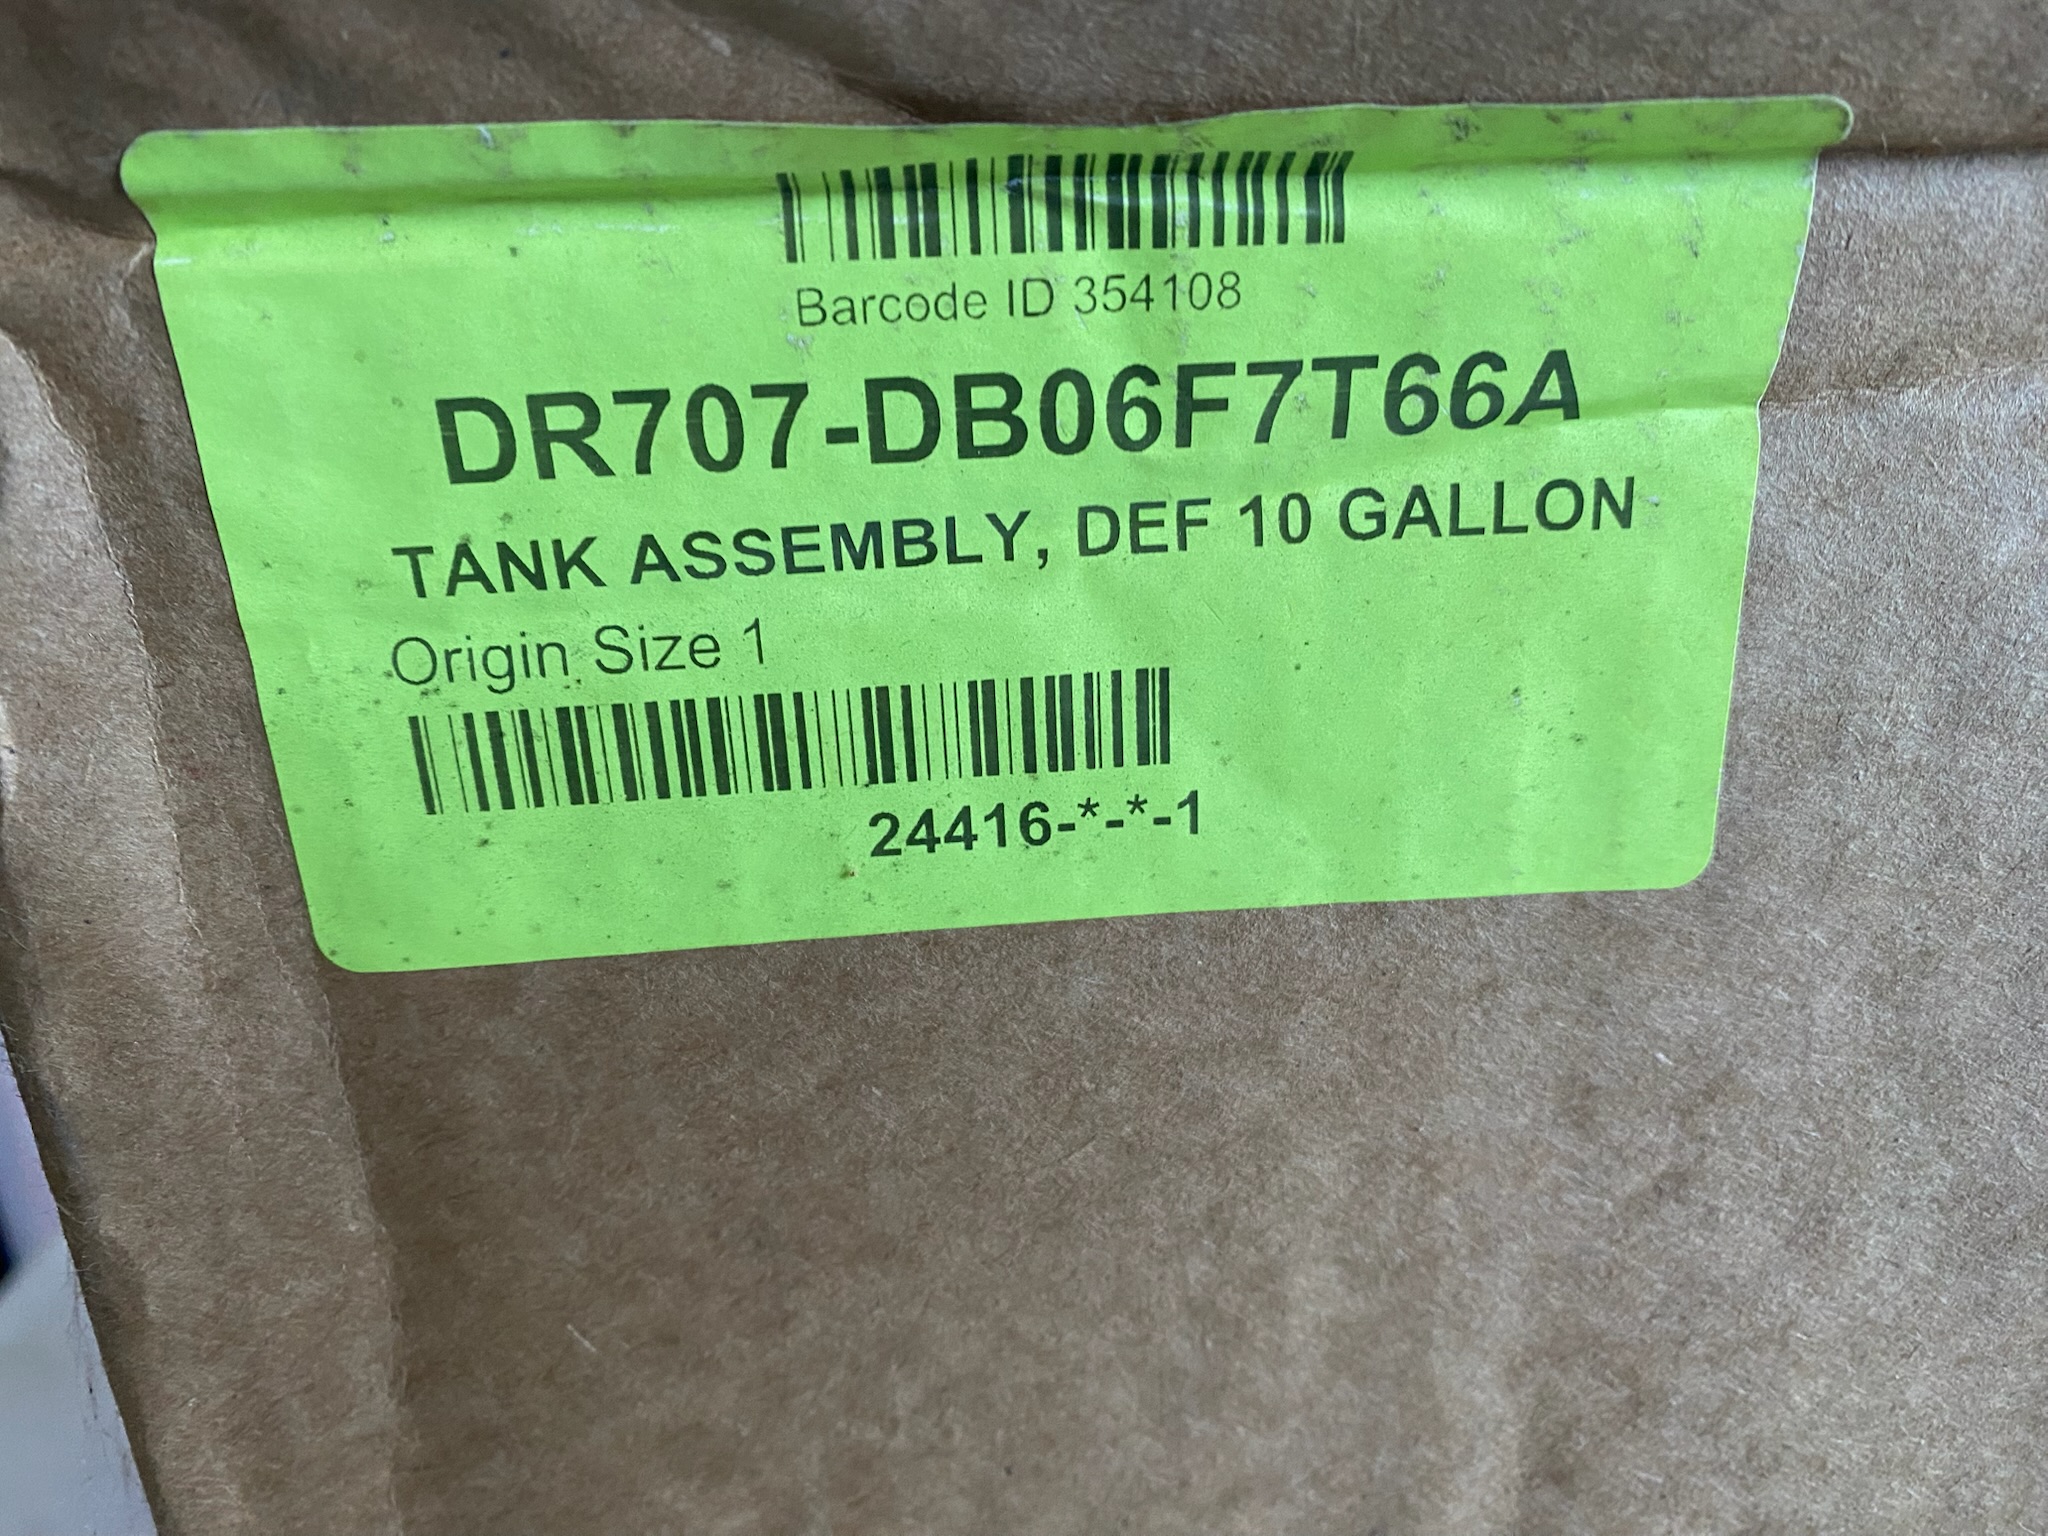 Barcode ID 354108
DR707-DB06F7T66A
TANK ASSEMBLY, DEF 10 GALLON
Origin Size 1
24416-*-*-1